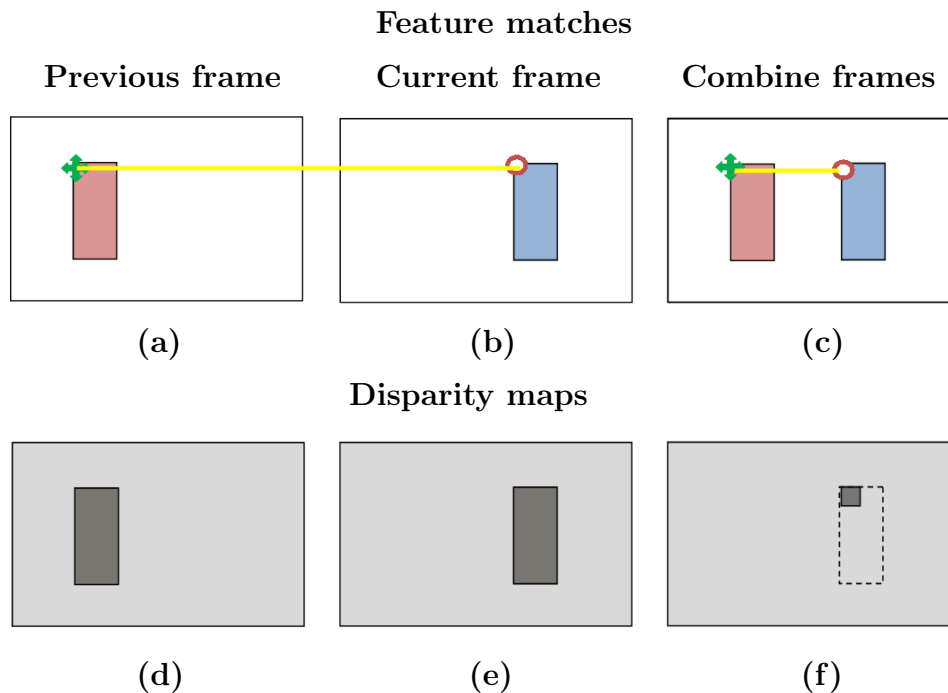 Feature matches
Previous frame Current frame Combine frames
(a) (b) (c)
Disparity maps
(d) (e) (f)